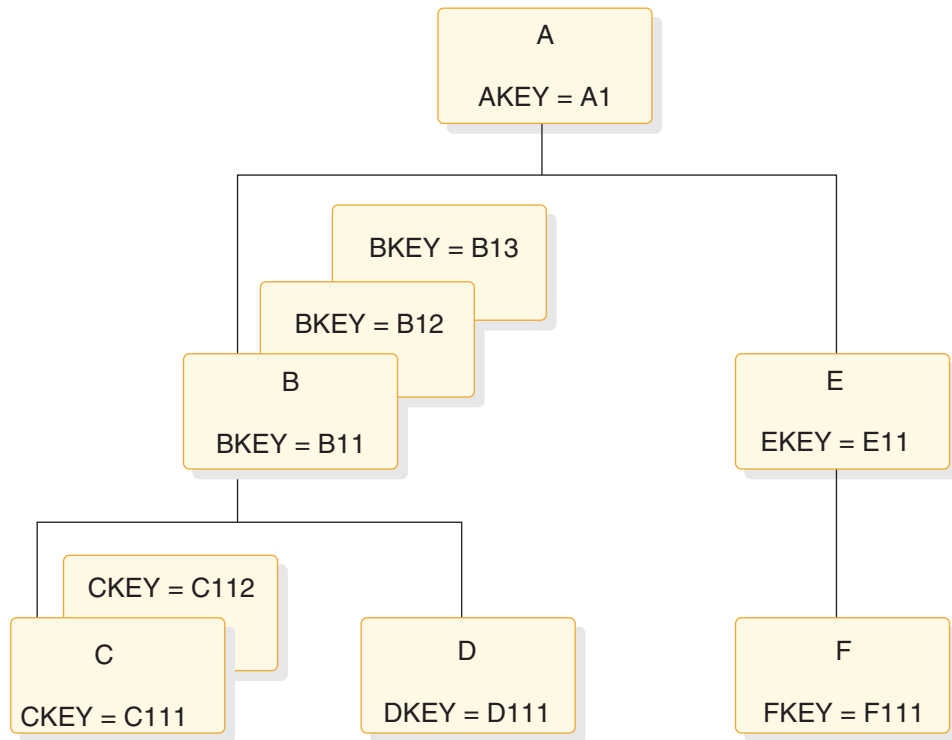 A
AKEY = A1
BKEY = B13
BKEY = B12
B
BKEY = B11
E
EKEY = E11
CKEY = C112
C
CKEY = C111
D
DKEY = D111
F
FKEY = F111